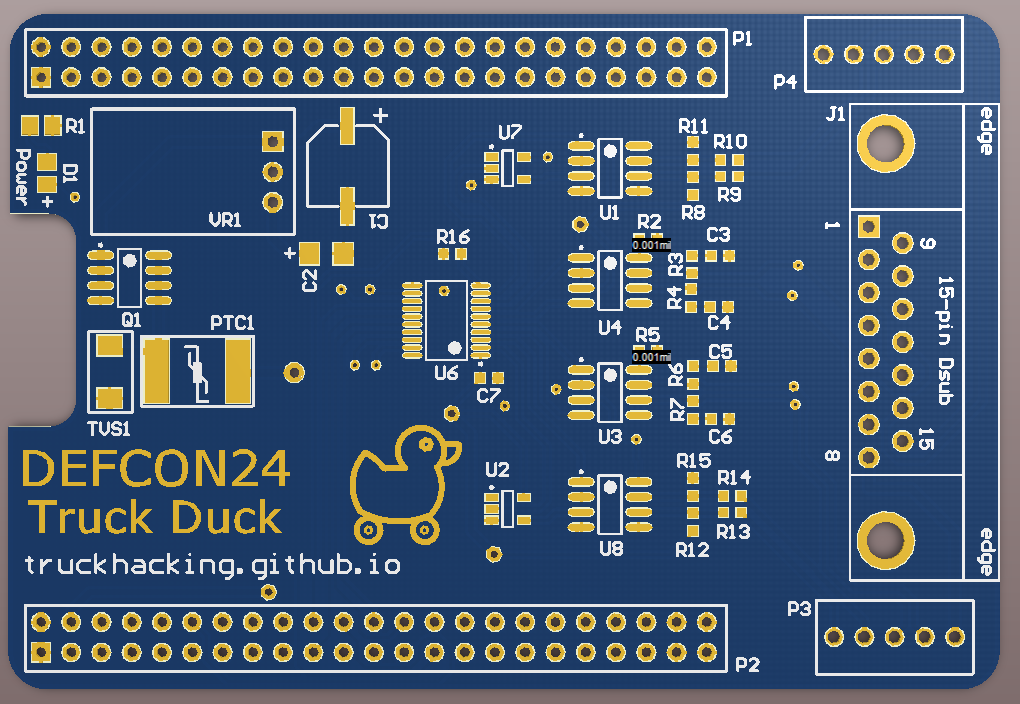 P1
P4
J1
edge
R1
Power
D1
+
VR1
+
C1
U7
U1
R11
R10
R9
R8
R2
0.001mi
C3
R3
R4
C4
U4
1
9
15-pin Dsub
15
8
+
C2
R16
Q1
PTC1
U6
C7
R5
0.001mi
C5
R6
R7
C6
U3
TVS1
DEFCON24
Truck Duck
truckhacking.github.io
U2
U8
R15
R14
R13
R12
edge
P3
P2